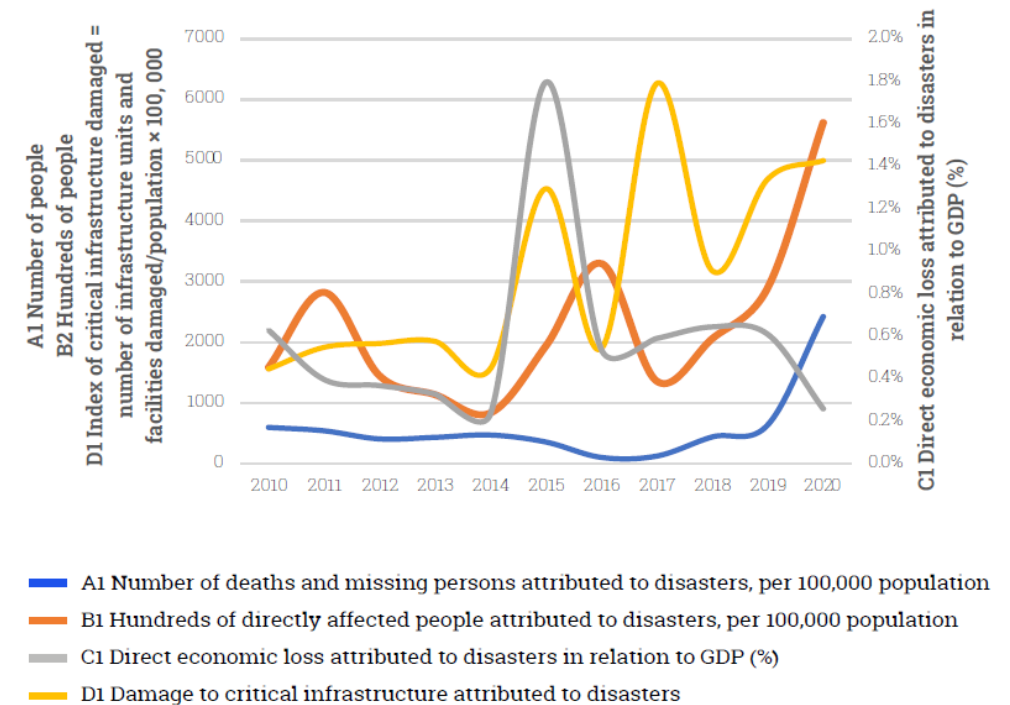 A1 Number of people
B2 Hundreds of people
D1 Index of critical infrastructure damaged =
number of infrastructure units and
facilities damaged/population × 100, 000
7000
6000
5000
4000
3000
2000
1000
0
2.0%
1.8%
1.6%
1.4%
1.2%
1.0%
0.8%
0.6%
0.4%
0.2%
0.0%
C1 Direct economic loss attributed to disasters in
relation to GDP (%)
2010 2011 2012 2013 2014 2015 2016 2017 2018 2019 2020
A1 Number of deaths and missing persons attributed to disasters, per 100,000 population
B1 Hundreds of directly affected people attributed to disasters, per 100,000 population
C1 Direct economic loss attributed to disasters in relation to GDP (%)
D1 Damage to critical infrastructure attributed to disasters